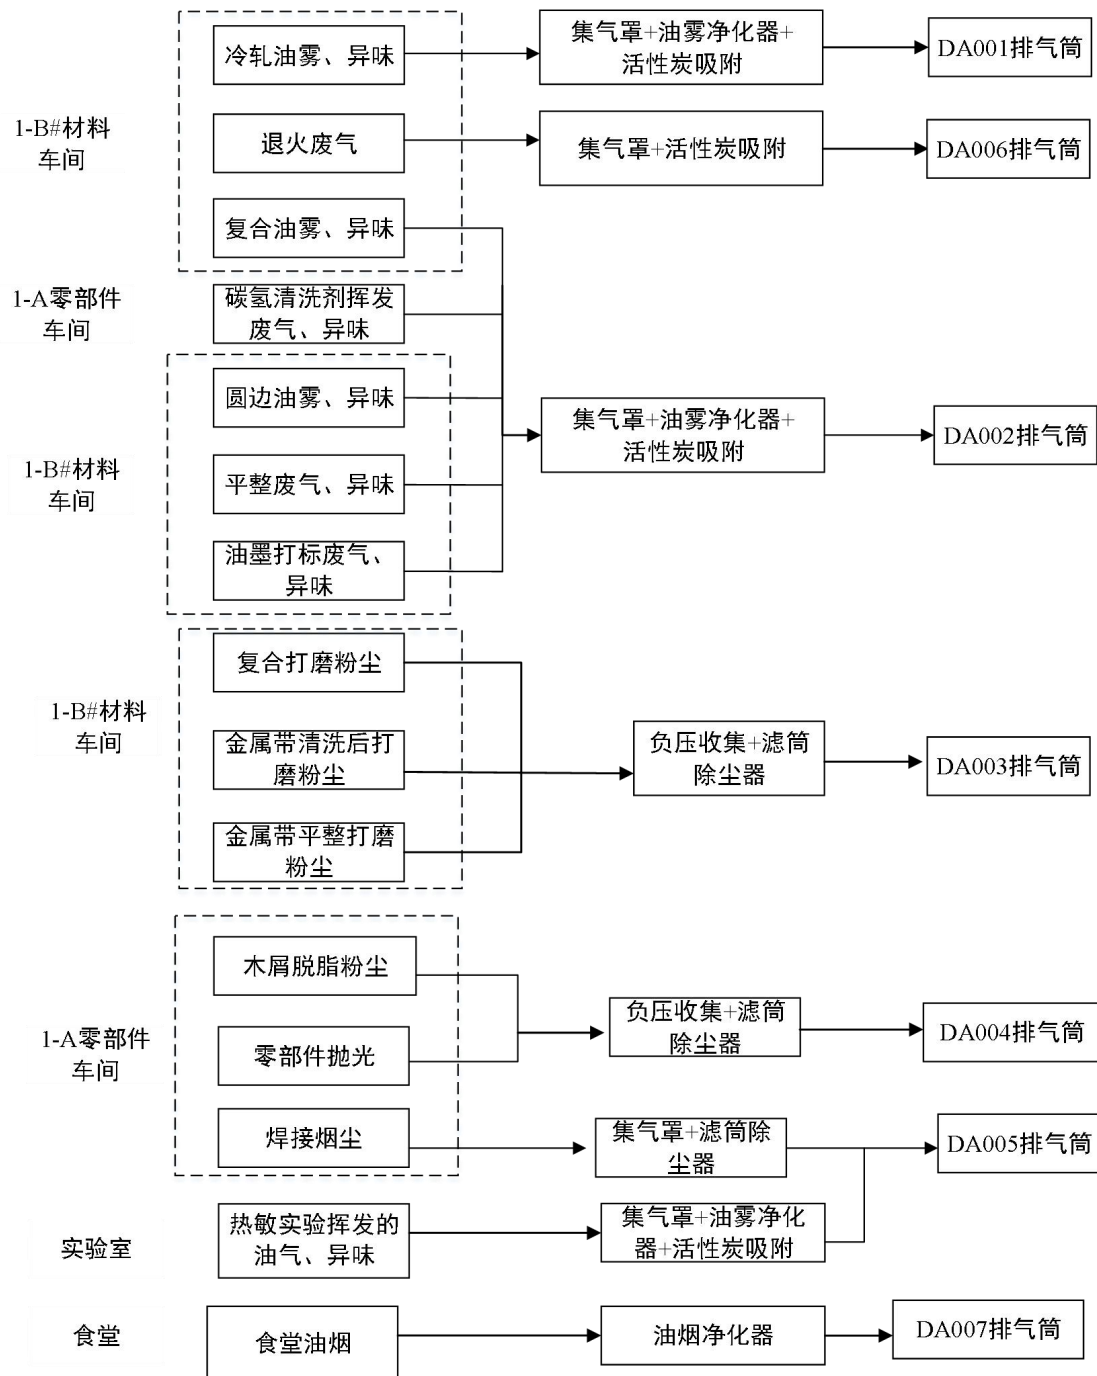 冷轧油雾、异味
集气罩+油雾净化器+
活性炭吸附
DA001排气筒
1-B#材料
车间
退火废气
集气罩+活性炭吸附
DA006排气筒
复合油雾、异味
1-A零部件
车间
碳氢清洗剂挥发
废气、异味
圆边油雾、异味
集气罩+油雾净化器+
活性炭吸附
DA002排气筒
1-B#材料
车间
平整废气、异味
油墨打标废气、
异味
复合打磨粉尘
1-B#材料
车间
金属带清洗后打
磨粉尘
负压收集+滤筒
除尘器
DA003排气筒
金属带平整打磨
粉尘
木屑脱脂粉尘
1-A零部件
车间
零部件抛光
负压收集+滤筒
除尘器
DA004排气筒
焊接烟尘
集气罩+滤筒除
尘器
DA005排气筒
实验室
热敏实验挥发的
油气、异味
集气罩+油雾净化
器+活性炭吸附
食堂
食堂油烟
油烟净化器
DA007排气筒